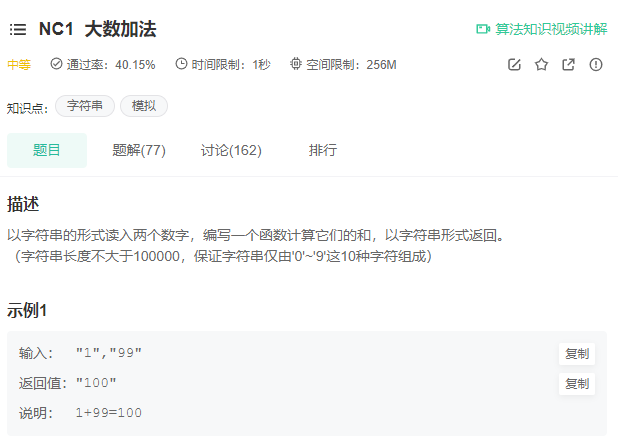 NC1 大数加法
算法知识视频讲解
中等 通过率：40.15% 时间限制：1秒 空间限制：256M
知识点： 字符串 模拟
题目 题解(77) 讨论(162) 排行
描述
以字符串的形式读入两个数字，编写一个函数计算它们的和，以字符串形式返回。
（字符串长度不大于100000，保证字符串仅由'0'~'9'这10种字符组成）
示例1
输入： "1","99" 复制
返回值："100" 复制
说明： 1+99=100